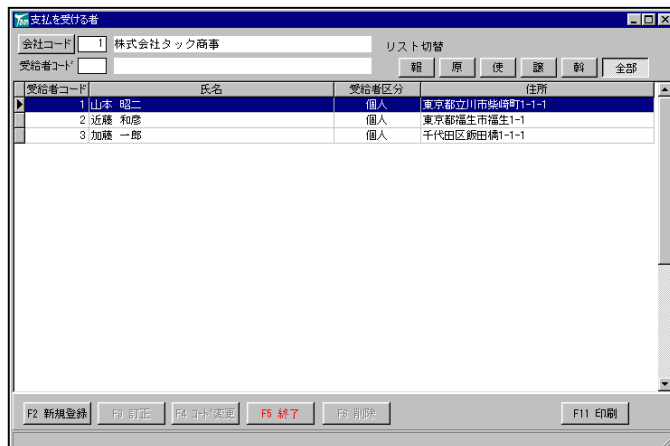 支払を受ける者
会社コード 1 株式会社タック商事 リスト切替
受給者コード 報 原 使 譲 斡 全部
受給者コード 氏名 受給者区分 住所
1 山本 昭二 個人 東京都立川市柴崎町1-1-1
2 近藤 和彦 個人 東京都福生市福生1-1
3 加藤 一郎 個人 千代田区飯田橋1-1-1
F2 新規登録 F3 訂正 F4 コード変更 F5 終了 F6 削除 F11 印刷